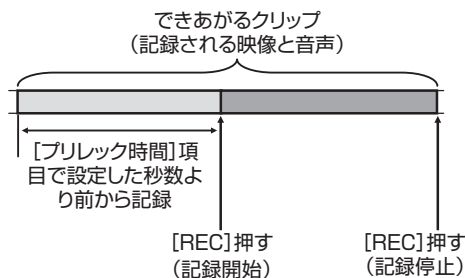 できあがるクリップ
（記録される映像と音声）
［プリレック時間］項
目で設定した秒数よ
り前から記録
［REC］押す
（記録開始）
［REC］押す
（記録停止）